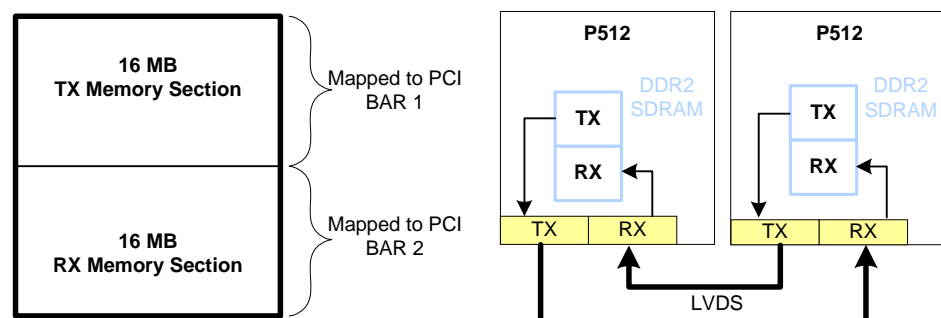 16 MB
TX Memory Section
Mapped to PCI
BAR 1
16 MB
RX Memory Section
Mapped to PCI
BAR 2
P512
DDR2
SDRAM
TX
RX
TX
RX
P512
DDR2
SDRAM
TX
RX
TX
RX
LVDS